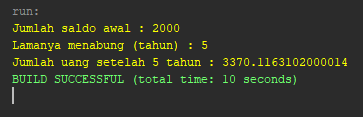 run:
Jumlah saldo awal : 2000
Lamanya menabung (tahun) : 5
Jumlah uang setelah 5 tahun : 3370.1163102000014
BUILD SUCCESSFUL (total time: 10 seconds)